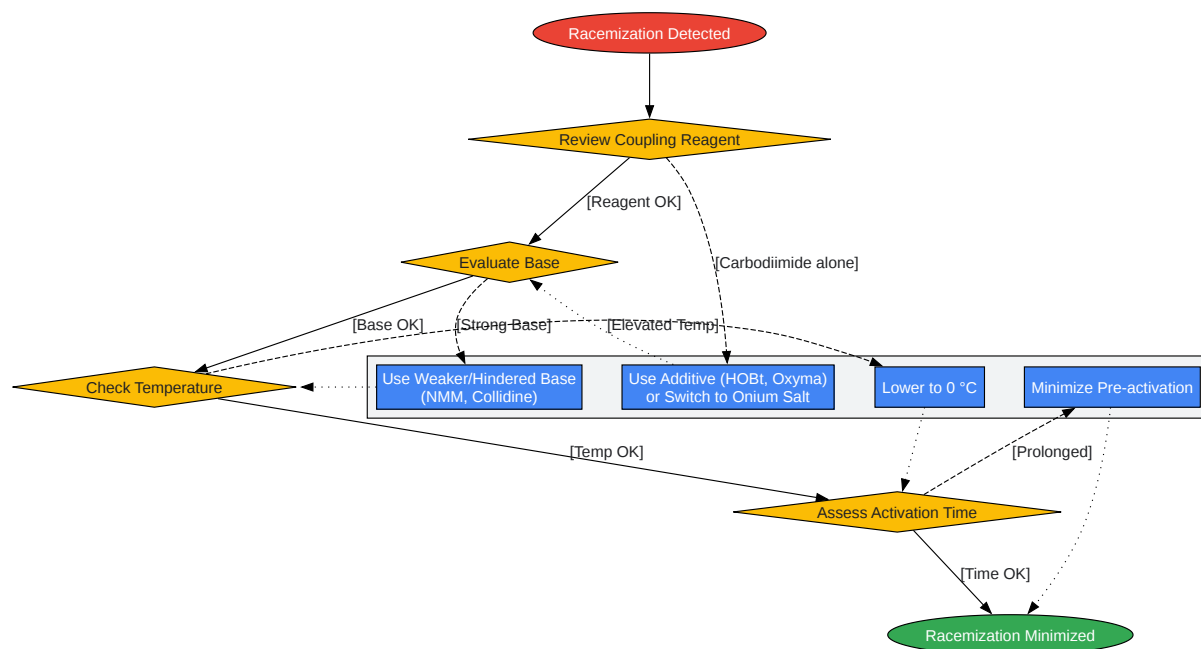 Racemization Detected
Review Coupling Reagent
[Reagent OK]
Evaluate Base
[Carbodiimide alone]
[Base OK]
[Strong Base]
[Elevated Temp]
Check Temperature
Use Weaker/Hindered Base
(NMM, Collidine)
Use Additive (HOBt, Oxyma)
or Switch to Onium Salt
Lower to 0 °C
Minimize Pre-activation
[Temp OK]
[Prolonged]
Assess Activation Time
[Time OK]
Racemization Minimized